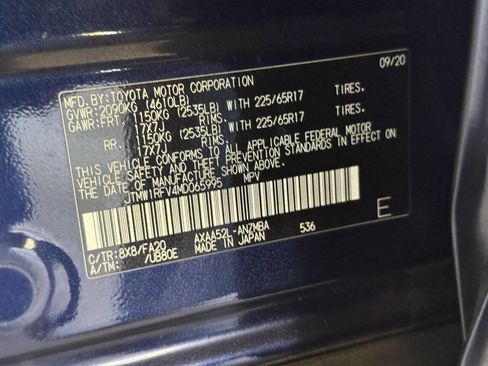 MFD.BY:TOYOTA MOTOR CORPORATION 09/20
GVWR:2090KG (4610LB)
GAWR:FRT. 1150KG (2535LB) WITH 225/65R17 TIRES.
17X7J RIMS.
RR. 1150KG (2535LB) WITH 225/65R17 TIRES.
17X7J RIMS.
THIS VEHICLE CONFORMS TO ALL APPLICABLE FEDERAL MOTOR
VEHICLE SAFETY AND THEFT PREVENTION STANDARDS IN EFFECT ON
THE DATE OF MANUFACTURE SHOWN ABOVE.
JTMW1RFV4MD065995 MPV
C/TR:8X8/FA20 AXAA52L-ANZMBA 536
A/TM: /UB80E MADE IN JAPAN
E